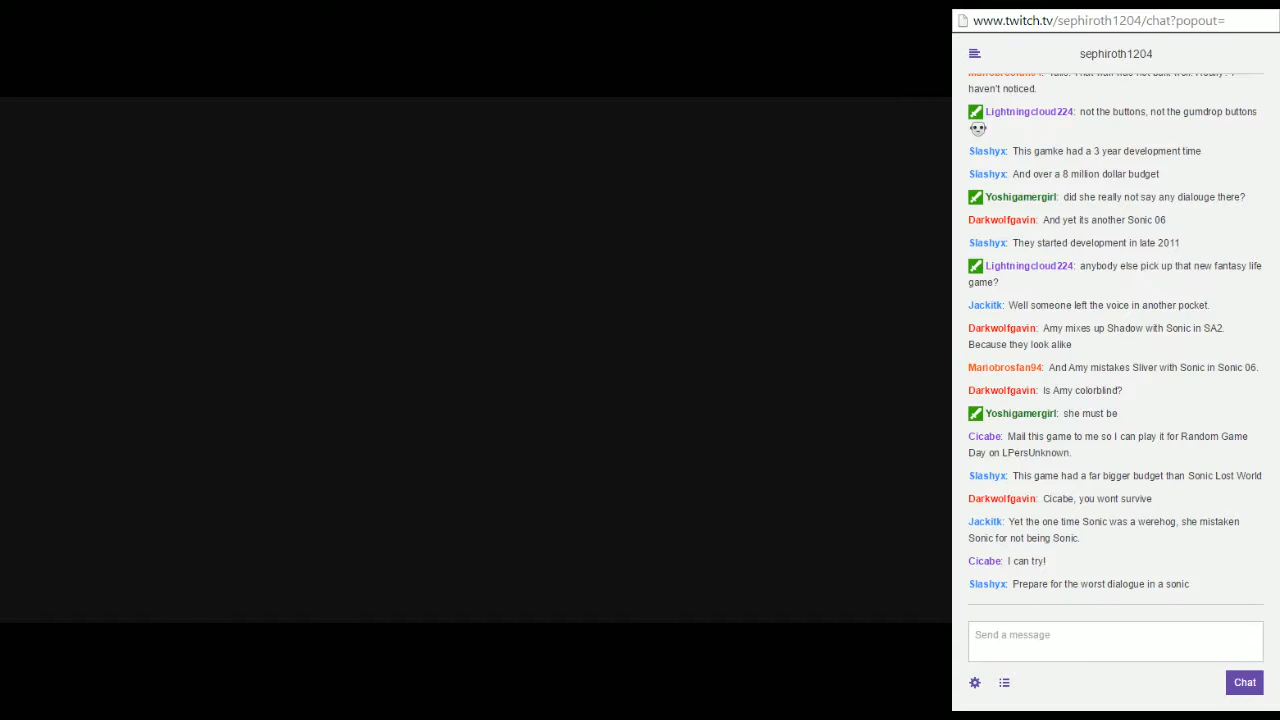 www.twitch.tv/sephiroth1204/chat?popout=
sephiroth1204
haven't noticed.
Lightningcloud224: not the buttons, not the gumdrop buttons
Slashyx: This gamke had a 3 year development time
Slashyx: And over a 8 million dollar budget
Yoshigamergirl: did she really not say any dialouge there?
Darkwolfgavin: And yet its another Sonic 06
Slashyx: They started development in late 2011
Lightningcloud224: anybody else pick up that new fantasy life
game?
Jackitk: Well someone left the voice in another pocket.
Darkwolfgavin: Amy mixes up Shadow with Sonic in SA2.
Because they look alike
Mariobrosfan94: And Amy mistakes Sliver with Sonic in Sonic 06.
Darkwolfgavin: Is Amy colorblind?
Yoshigamergirl: she must be
Cicabe: Mail this game to me so I can play it for Random Game
Day on LPersUnknown.
Slashyx: This game had a far bigger budget than Sonic Lost World
Darkwolfgavin: Cicabe, you wont survive
Jackitk: Yet the one time Sonic was a werehog, she mistaken
Sonic for not being Sonic.
Cicabe: I can try!
Slashyx: Prepare for the worst dialogue in a sonic
Send a message
Chat